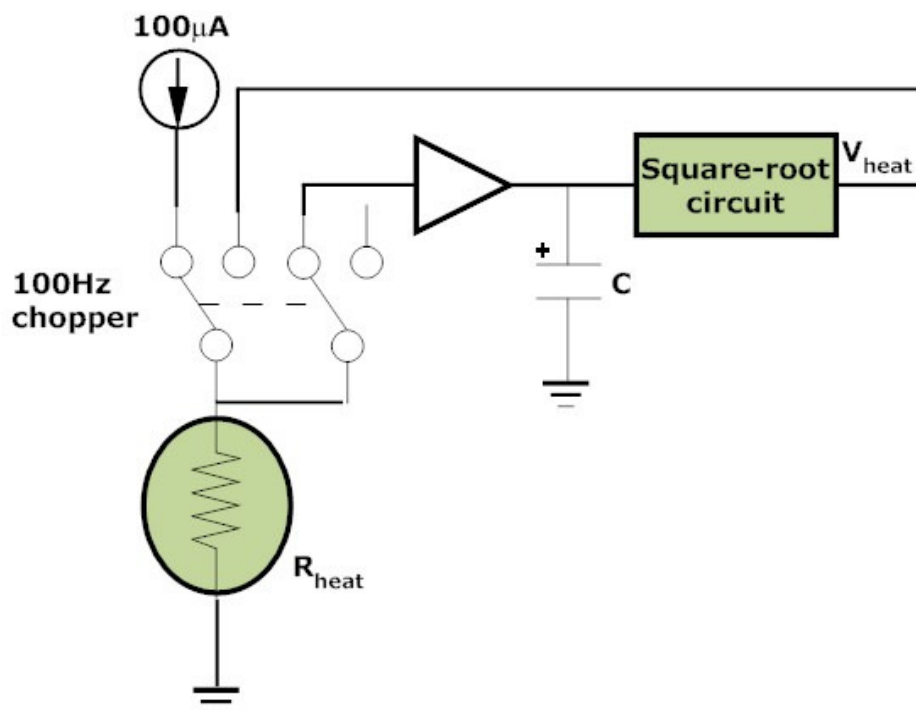 100μA
Square-root
circuit
V heat
100Hz
chopper
+
C
R heat